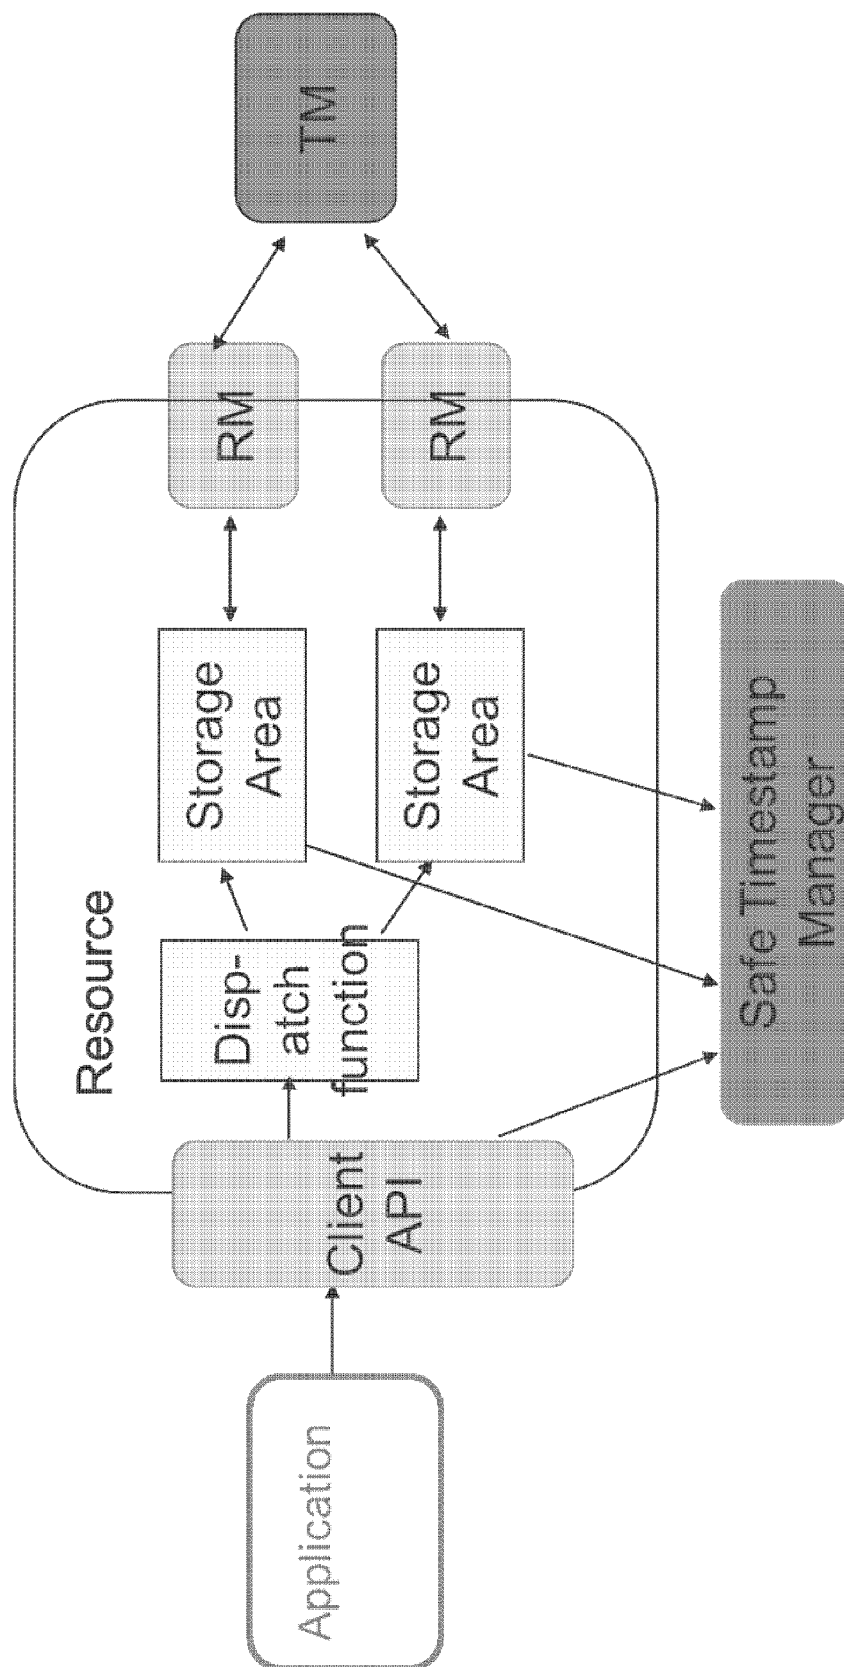 Application
Client
API
Resource
Disp-
atch
function
Storage
Area
Storage
Area
RM
RM
TM
Safe Timestamp
Manager